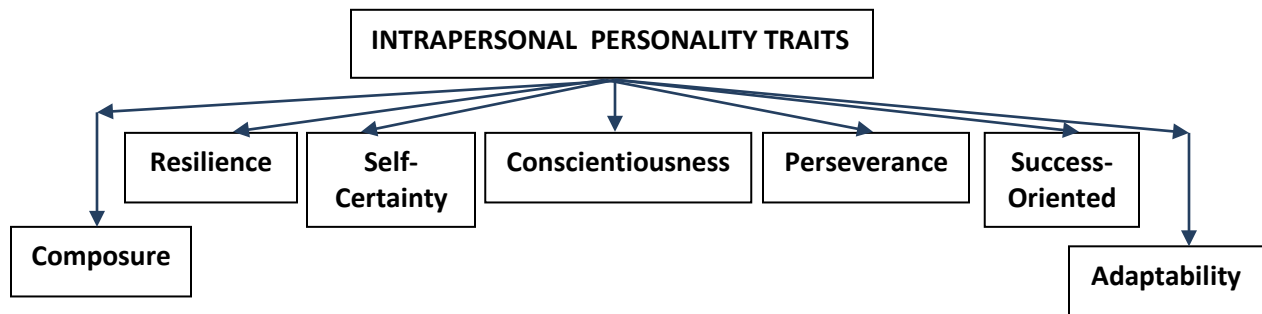 INTRAPERSONAL PERSONALITY TRAITS
Resilience
Self-
Certainty
Conscientiousness
Perseverance
Success-
Oriented
Composure
Adaptability